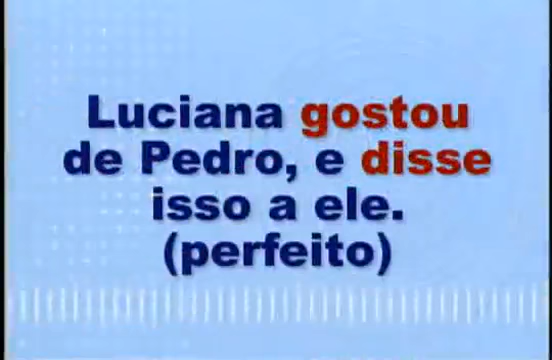 Luciana gostou
de Pedro, e disse
isso a ele.
(perfeito)